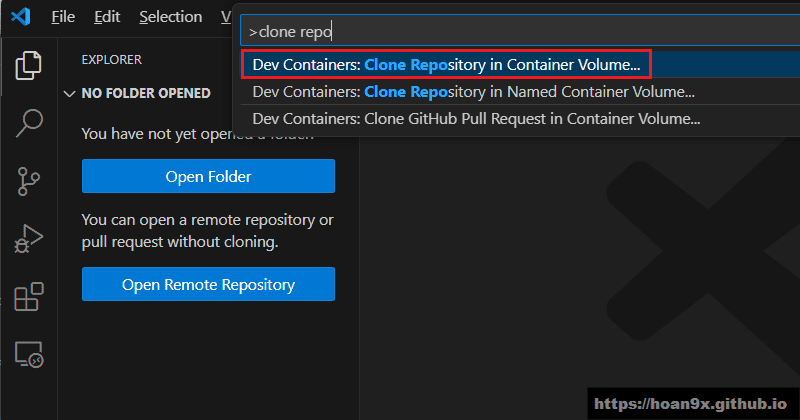 File Edit Selection V
>clone repo
EXPLORER
Dev Containers: Clone Repository in Container Volume...
NO FOLDER OPENED
Dev Containers: Clone Repository in Named Container Volume...
Dev Containers: Clone GitHub Pull Request in Container Volume...
You have not yet opened a folder.
Open Folder
You can open a remote repository or
pull request without cloning.
Open Remote Repository
https://hoan9x.github.io